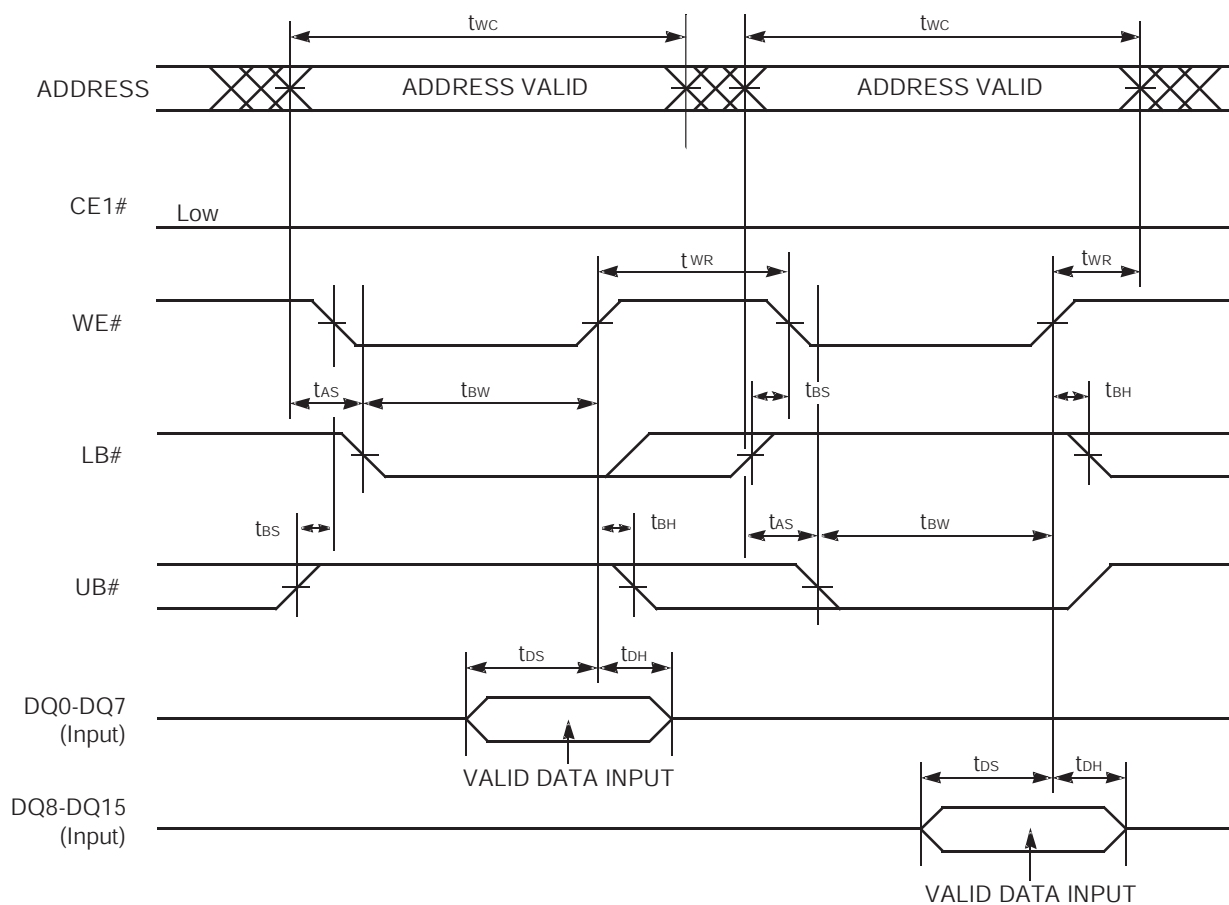 tWC tWC
ADDRESS ADDRESS VALID ADDRESS VALID
CE1# Low
tWR tWR
WE#
tAS tBW tBS tBH
LB#
tBS tBH tAS tBW
UB#
tDS tDH
DQ0-DQ7
(Input)
VALID DATA INPUT
tDS tDH
DQ8-DQ15
(Input)
VALID DATA INPUT